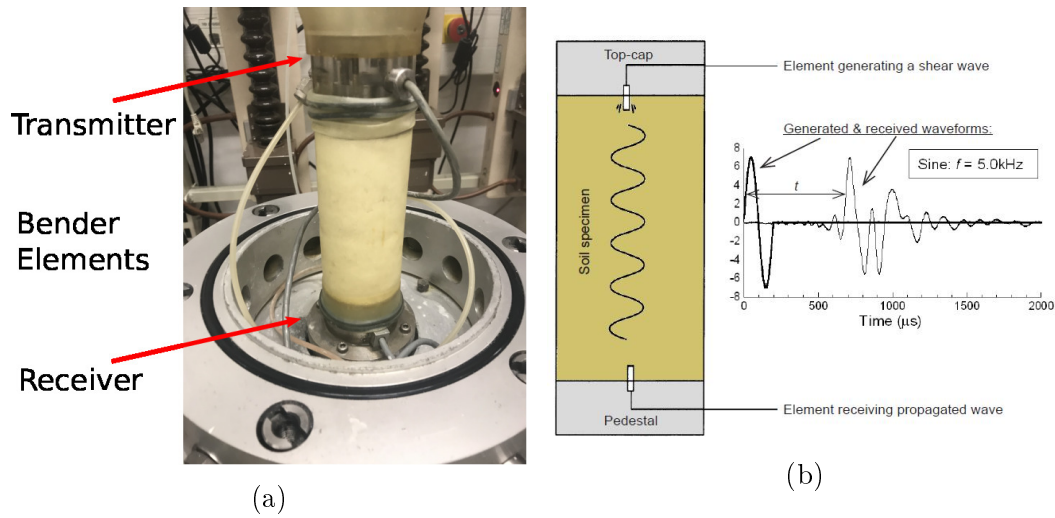 Transmitter
Bender
Elements
Receiver
(a)
Top-cap
Element generating a shear wave
Soil specimen
Generated & received waveforms:
Sine: f = 5.0kHz
t
8
6
4
2
0
-2
-4
-6
-8
0
500
1000
1500
2000
Time (μs)
Element receiving propagated wave
Pedestal
(b)